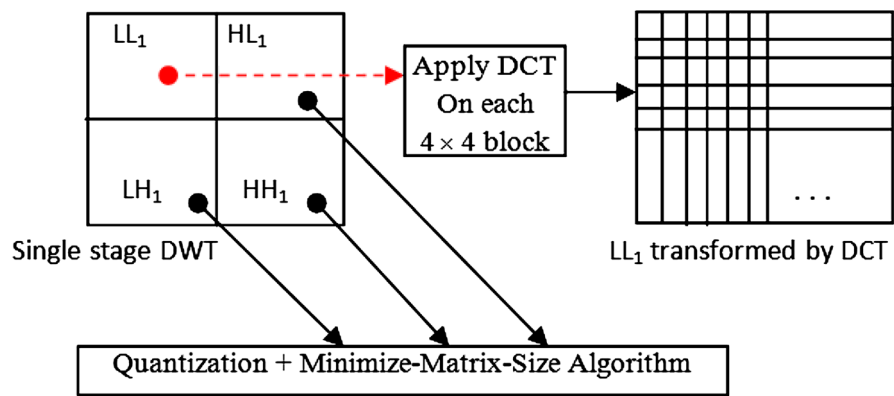 LL₁
HL₁
LH₁
HH₁
Single stage DWT
Apply DCT
On each
4 × 4 block
. . .
LL₁ transformed by DCT
Quantization + Minimize-Matrix-Size Algorithm